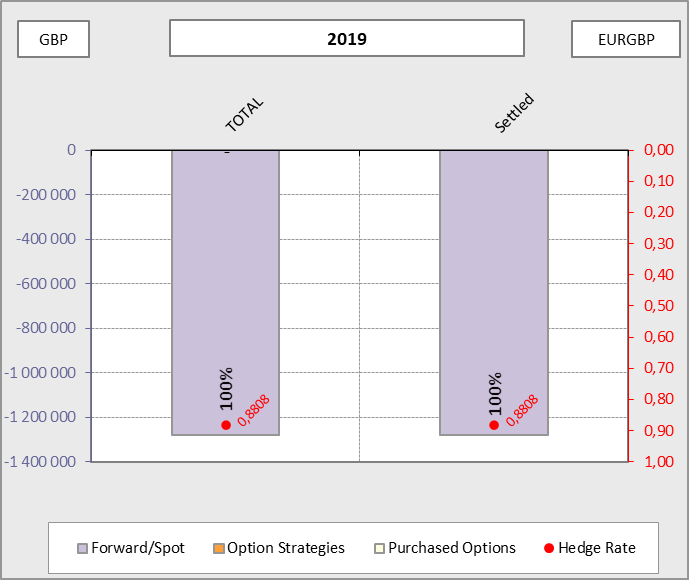 GBP
2019
EURGBP
TOTAL
Settled
0
-200 000
-400 000
-600 000
-800 000
-1 000 000
-1 200 000
-1 400 000
0,00
0,10
0,20
0,30
0,40
0,50
0,60
0,70
0,80
0,90
1,00
-
100%
0,8808
100%
0,8808
Forward/Spot
Option Strategies
Purchased Options
Hedge Rate